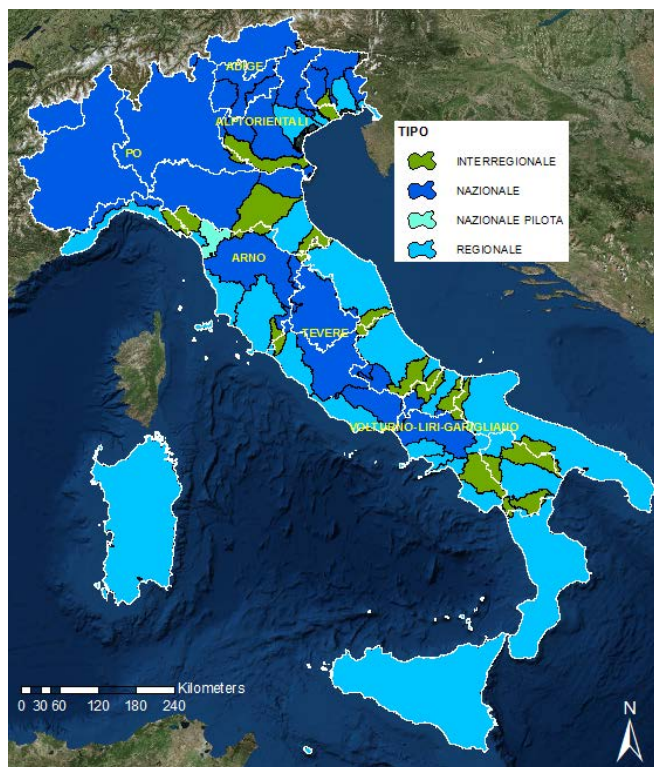 ADIGE
ALPI ORIENTALI
PO
TIPO
INTERREGIONALE
NAZIONALE
NAZIONALE PILOTA
REGIONALE
ARNO
TEVERE
VOLTURNO-LIRI-GARIGLIANO
Kilometers
0 30 60 120 180 240
N